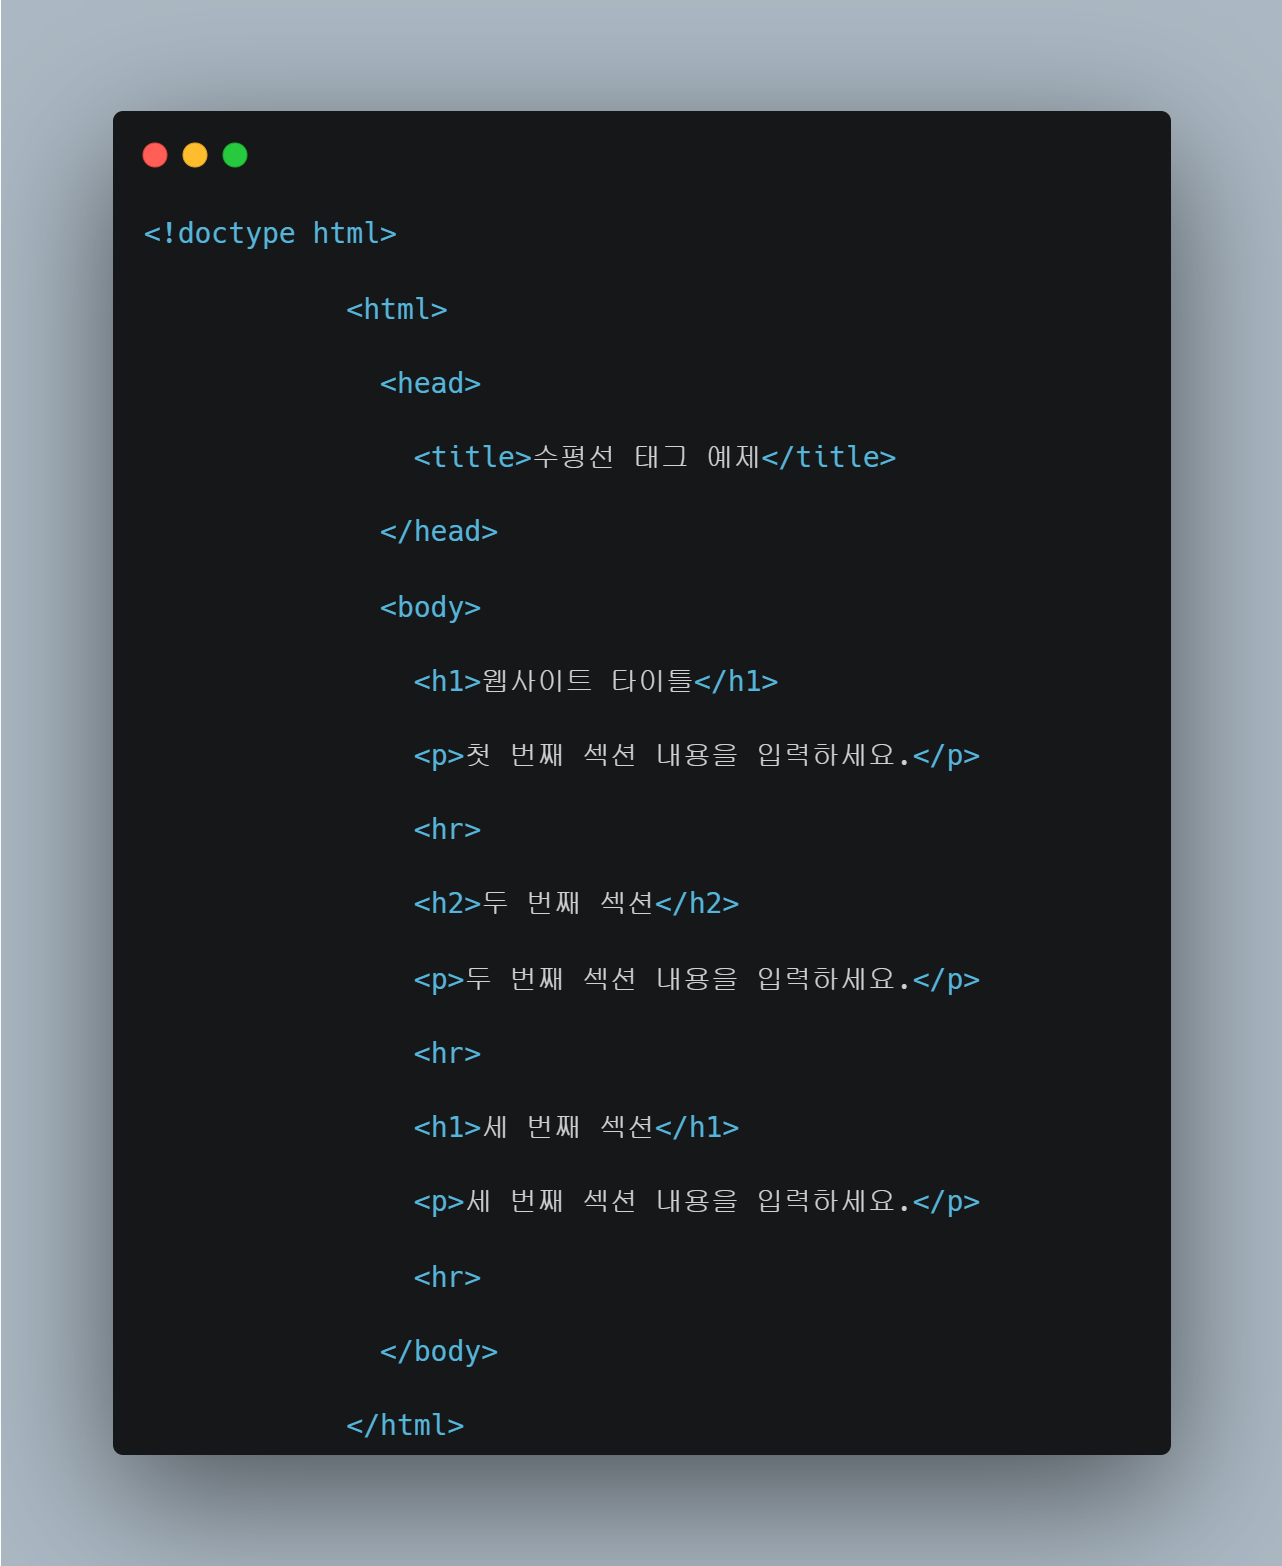 <!doctype html>
<html>
<head>
<title>수평선 태그 예제</title>
</head>
<body>
<h1>웹사이트 타이틀</h1>
<p>첫 번째 섹션 내용을 입력하세요.</p>
<hr>
<h2>두 번째 섹션</h2>
<p>두 번째 섹션 내용을 입력하세요.</p>
<hr>
<h1>세 번째 섹션</h1>
<p>세 번째 섹션 내용을 입력하세요.</p>
<hr>
</body>
</html>